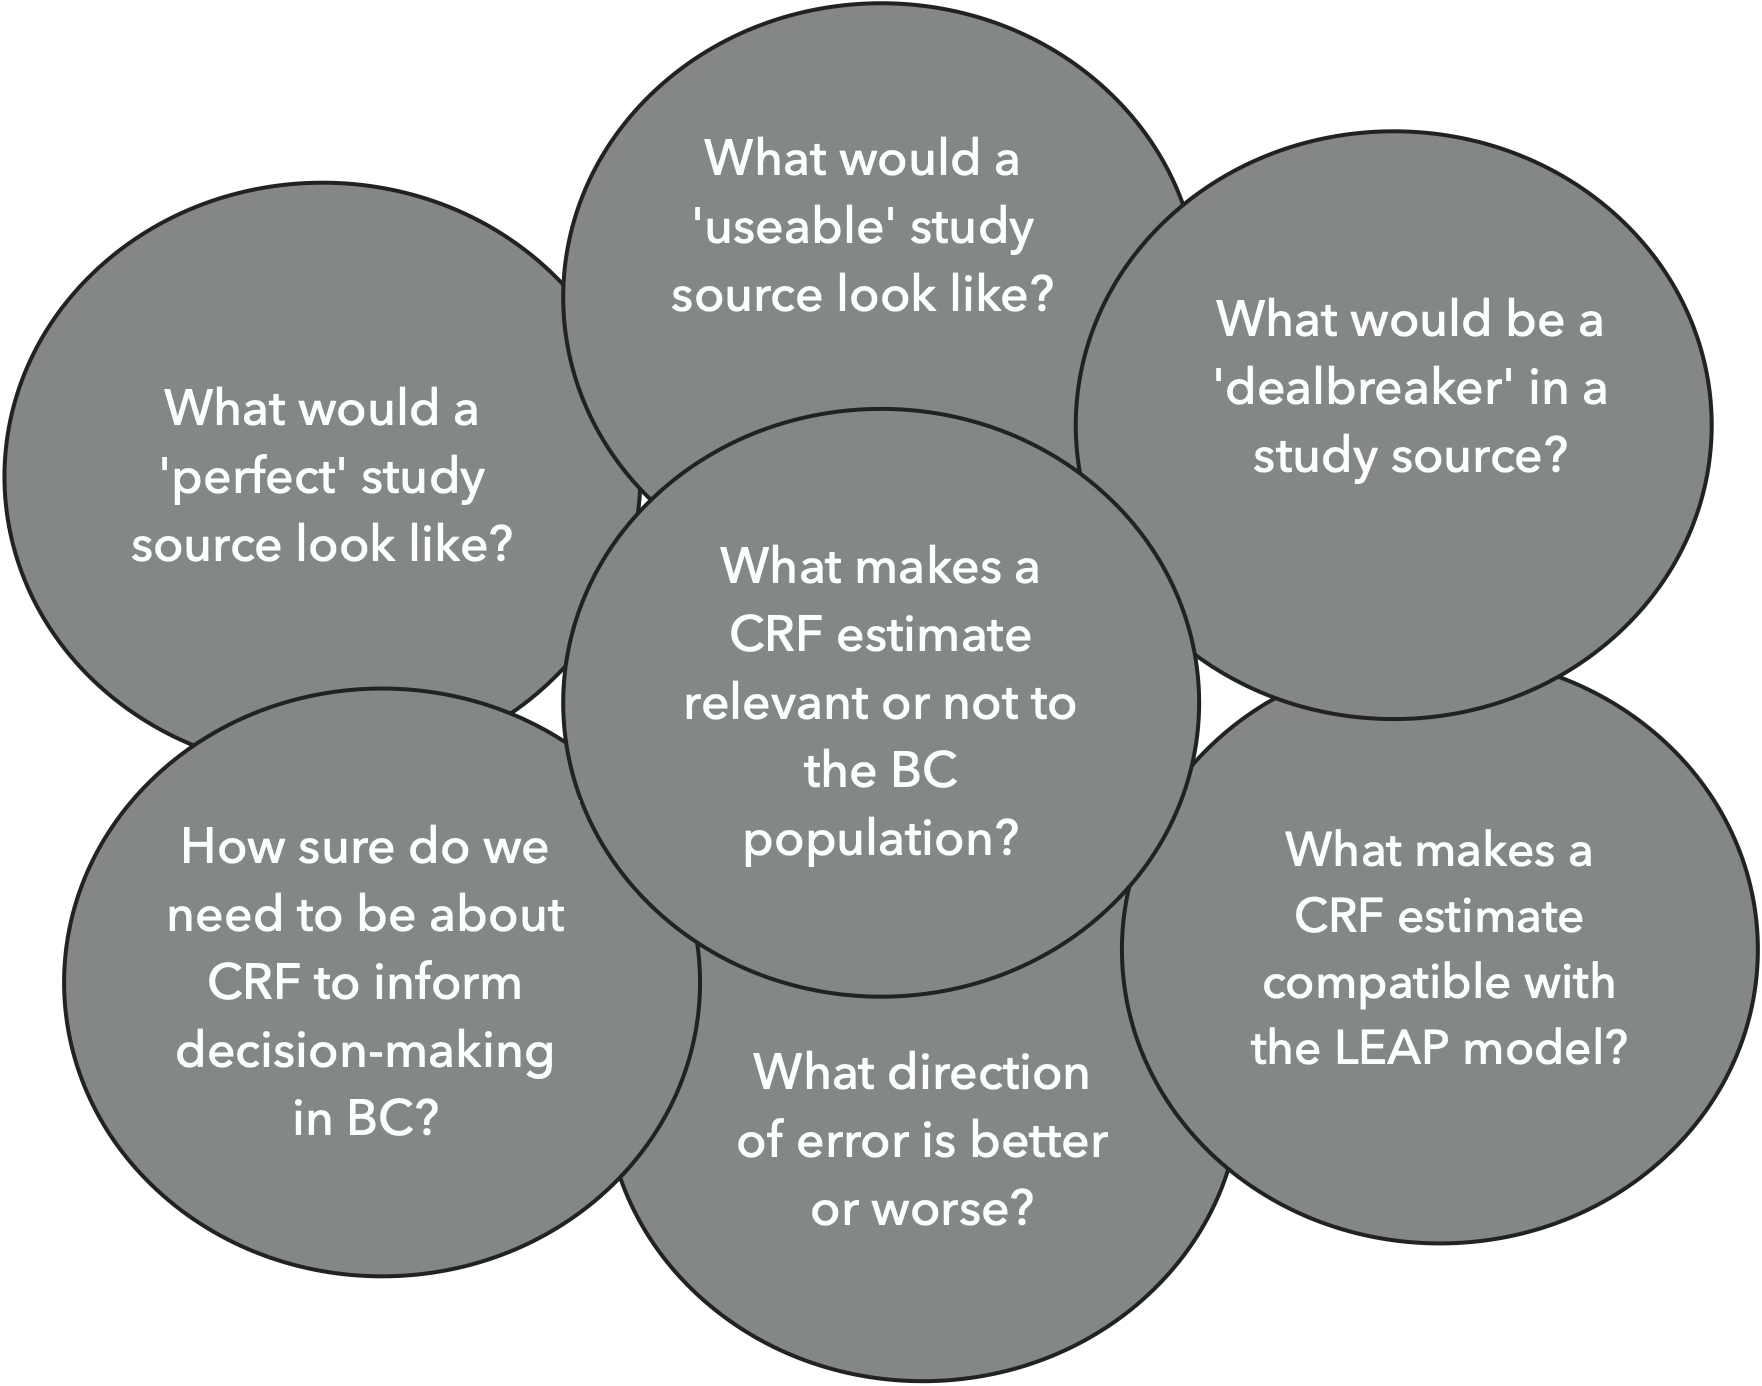 What would a
'useable' study
source look like?
What would be a
'dealbreaker' in a
study source?
What would a
'perfect' study
source look like?
What makes a
CRF estimate
relevant or not to
the BC
population?
How sure do we
need to be about
CRF to inform
decision-making
in BC?
What makes a
CRF estimate
compatible with
the LEAP model?
What direction
of error is better
or worse?